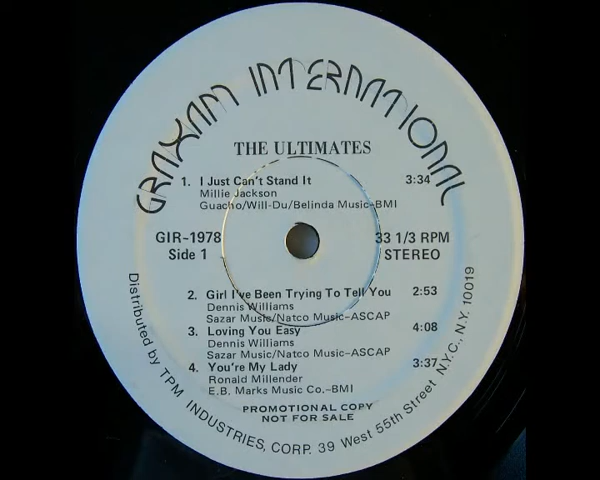 GRAXAM INTERNATIONAL
THE ULTIMATES
1. I Just Can't Stand It 3:34
Millie Jackson
Guacho/Will-Du/Belinda Music-BMI
GIR-1978 33 1/3 RPM
Side 1 STEREO
2. Girl I've Been Trying To Tell You 2:53
Dennis Williams
Sazar Music/Natco Music-ASCAP
3. Loving You Easy 4:08
Dennis Williams
Sazar Music/Natco Music-ASCAP
4. You're My Lady 3:37
Ronald Millender
E.B. Marks Music Co.-BMI
PROMOTIONAL COPY
NOT FOR SALE
Distributed by TPM INDUSTRIES, CORP. 39 West 55th Street N.Y.C., N.Y. 10019